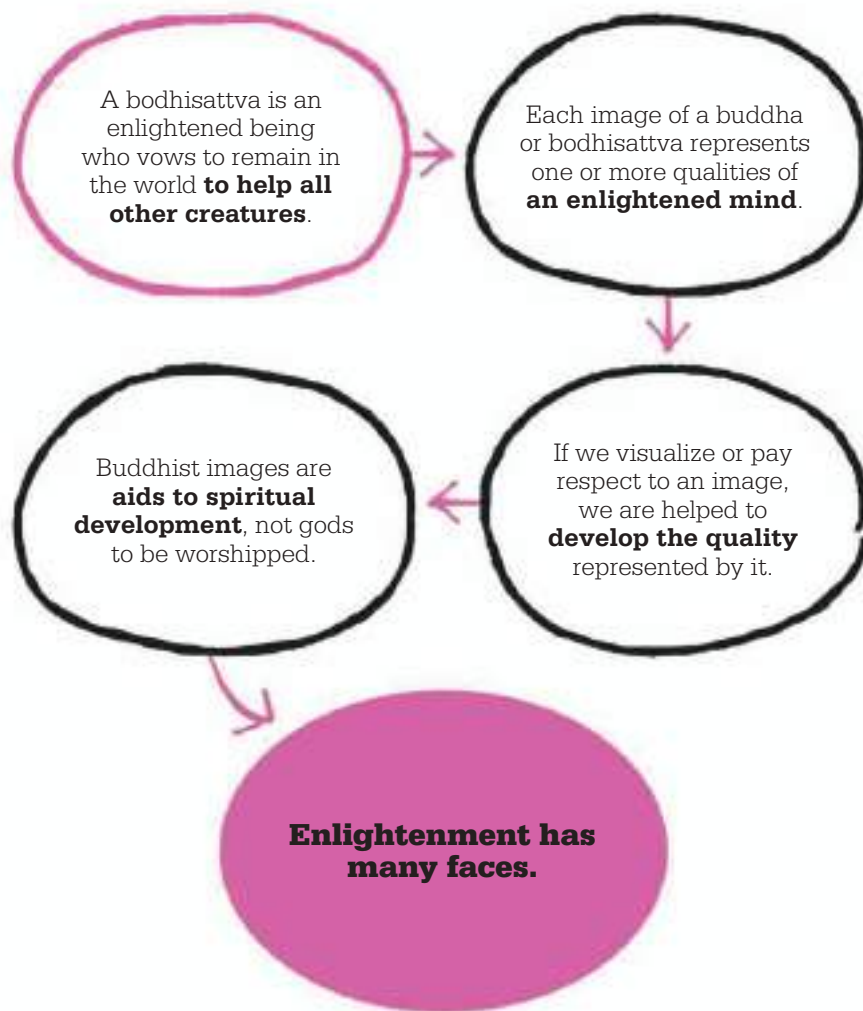 A bodhisattva is an
enlightened being
who vows to remain in
the world to help all
other creatures.
Each image of a buddha
or bodhisattva represents
one or more qualities of
an enlightened mind.
If we visualize or pay
respect to an image,
we are helped to
develop the quality
represented by it.
Buddhist images are
aids to spiritual
development, not gods
to be worshipped.
Enlightenment has
many faces.